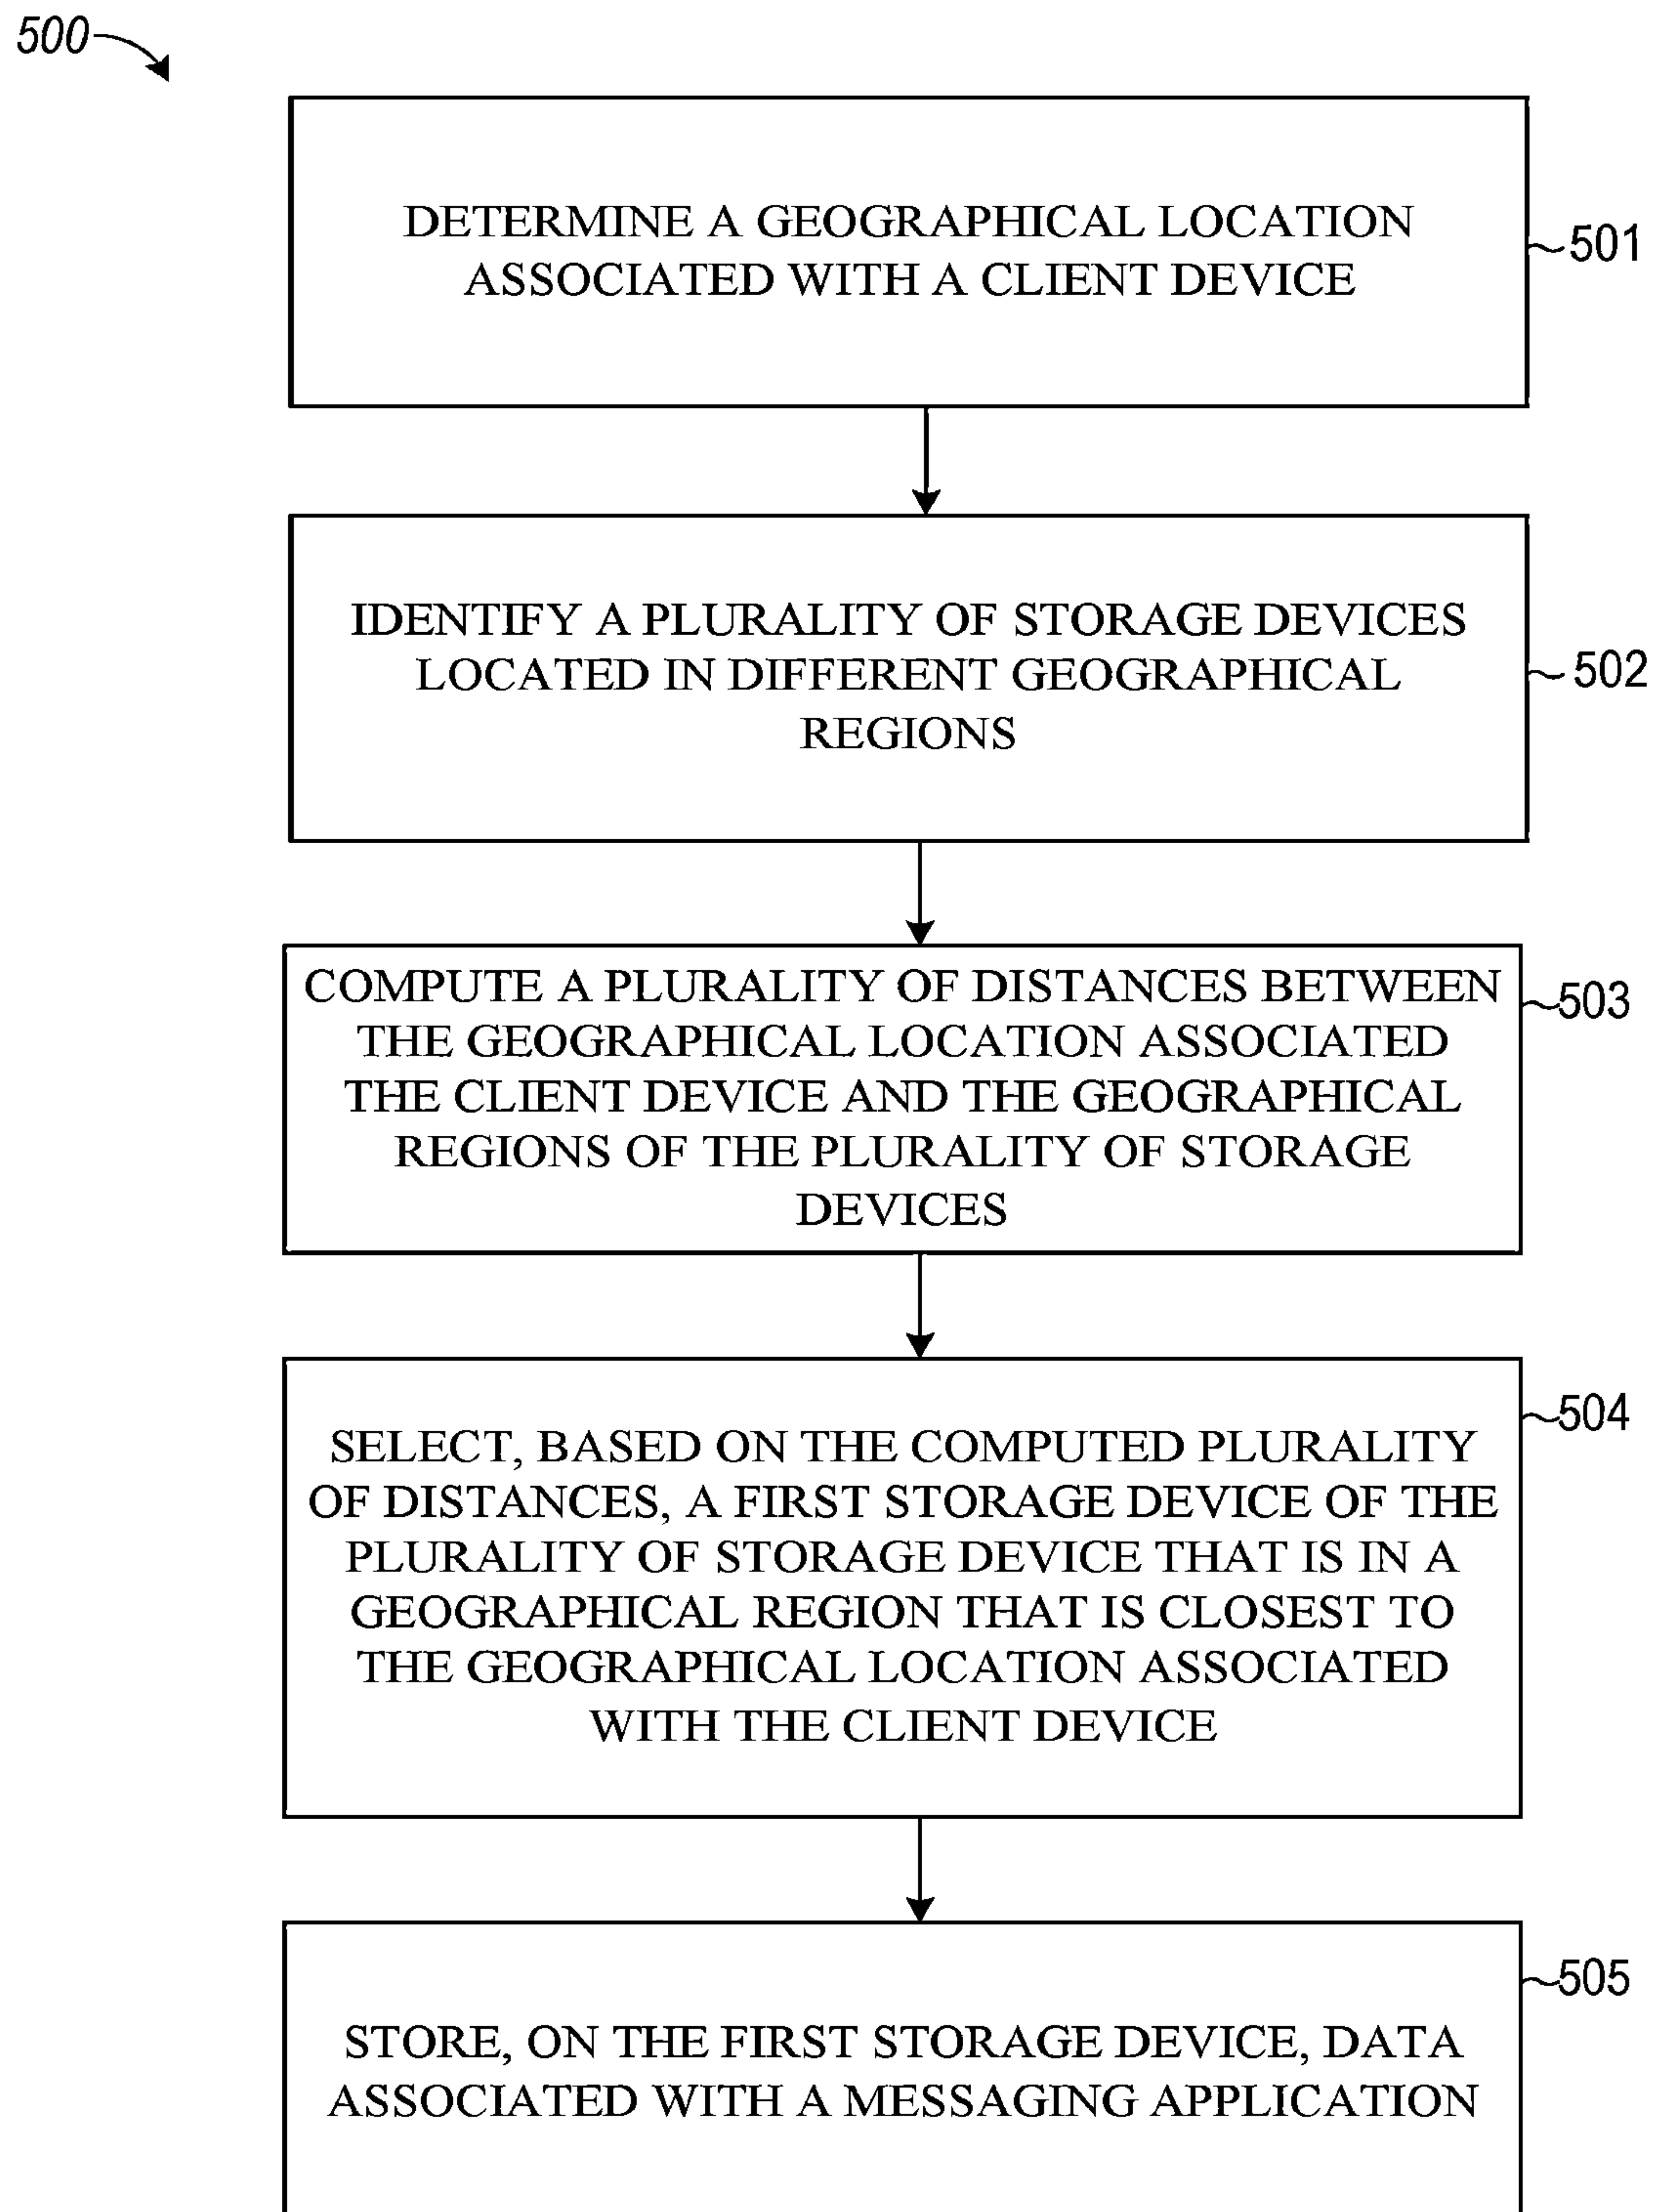 500
DETERMINE A GEOGRAPHICAL LOCATION
ASSOCIATED WITH A CLIENT DEVICE
501
IDENTIFY A PLURALITY OF STORAGE DEVICES
LOCATED IN DIFFERENT GEOGRAPHICAL
REGIONS
502
COMPUTE A PLURALITY OF DISTANCES BETWEEN
THE GEOGRAPHICAL LOCATION ASSOCIATED
THE CLIENT DEVICE AND THE GEOGRAPHICAL
REGIONS OF THE PLURALITY OF STORAGE
DEVICES
503
SELECT, BASED ON THE COMPUTED PLURALITY
OF DISTANCES, A FIRST STORAGE DEVICE OF THE
PLURALITY OF STORAGE DEVICE THAT IS IN A
GEOGRAPHICAL REGION THAT IS CLOSEST TO
THE GEOGRAPHICAL LOCATION ASSOCIATED
WITH THE CLIENT DEVICE
504
STORE, ON THE FIRST STORAGE DEVICE, DATA
ASSOCIATED WITH A MESSAGING APPLICATION
505